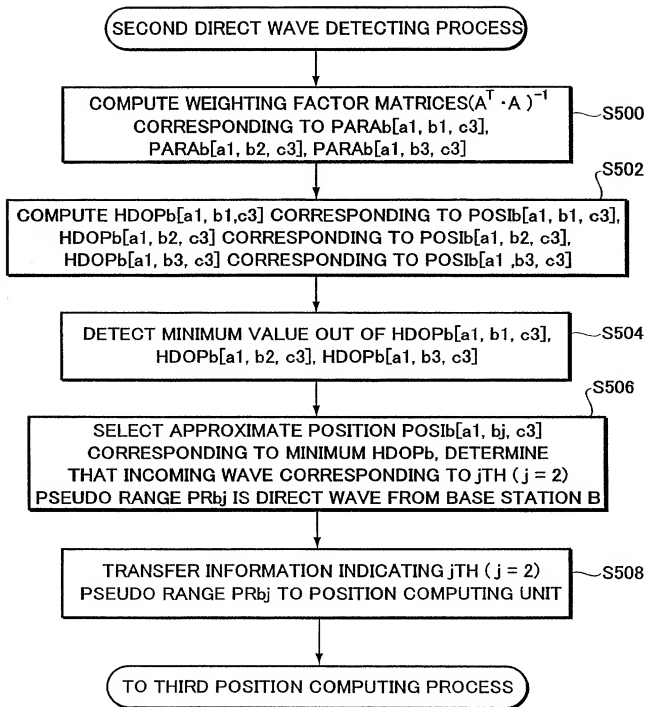 SECOND DIRECT WAVE DETECTING PROCESS
COMPUTE WEIGHTING FACTOR MATRICES(A^T ·A )^-1
CORRESPONDING TO PARAb[a1, b1, c3],
PARAb[a1, b2, c3], PARAb[a1, b3, c3]
S500
S502
COMPUTE HDOPb[a1, b1,c3] CORRESPONDING TO POSIb[a1, b1, c3],
HDOPb[a1, b2, c3] CORRESPONDING TO POSIb[a1, b2, c3],
HDOPb[a1, b3, c3] CORRESPONDING TO POSIb[a1 ,b3, c3]
DETECT MINIMUM VALUE OUT OF HDOPb[a1, b1, c3],
HDOPb[a1, b2, c3], HDOPb[a1, b3, c3]
S504
S506
SELECT APPROXIMATE POSITION POSIb[a1, bj, c3]
CORRESPONDING TO MINIMUM HDOPb, DETERMINE
THAT INCOMING WAVE CORRESPONDING TO jTH ( j = 2)
PSEUDO RANGE PRbj IS DIRECT WAVE FROM BASE STATION B
TRANSFER INFORMATION INDICATING jTH ( j = 2)
PSEUDO RANGE PRbj TO POSITION COMPUTING UNIT
S508
TO THIRD POSITION COMPUTING PROCESS